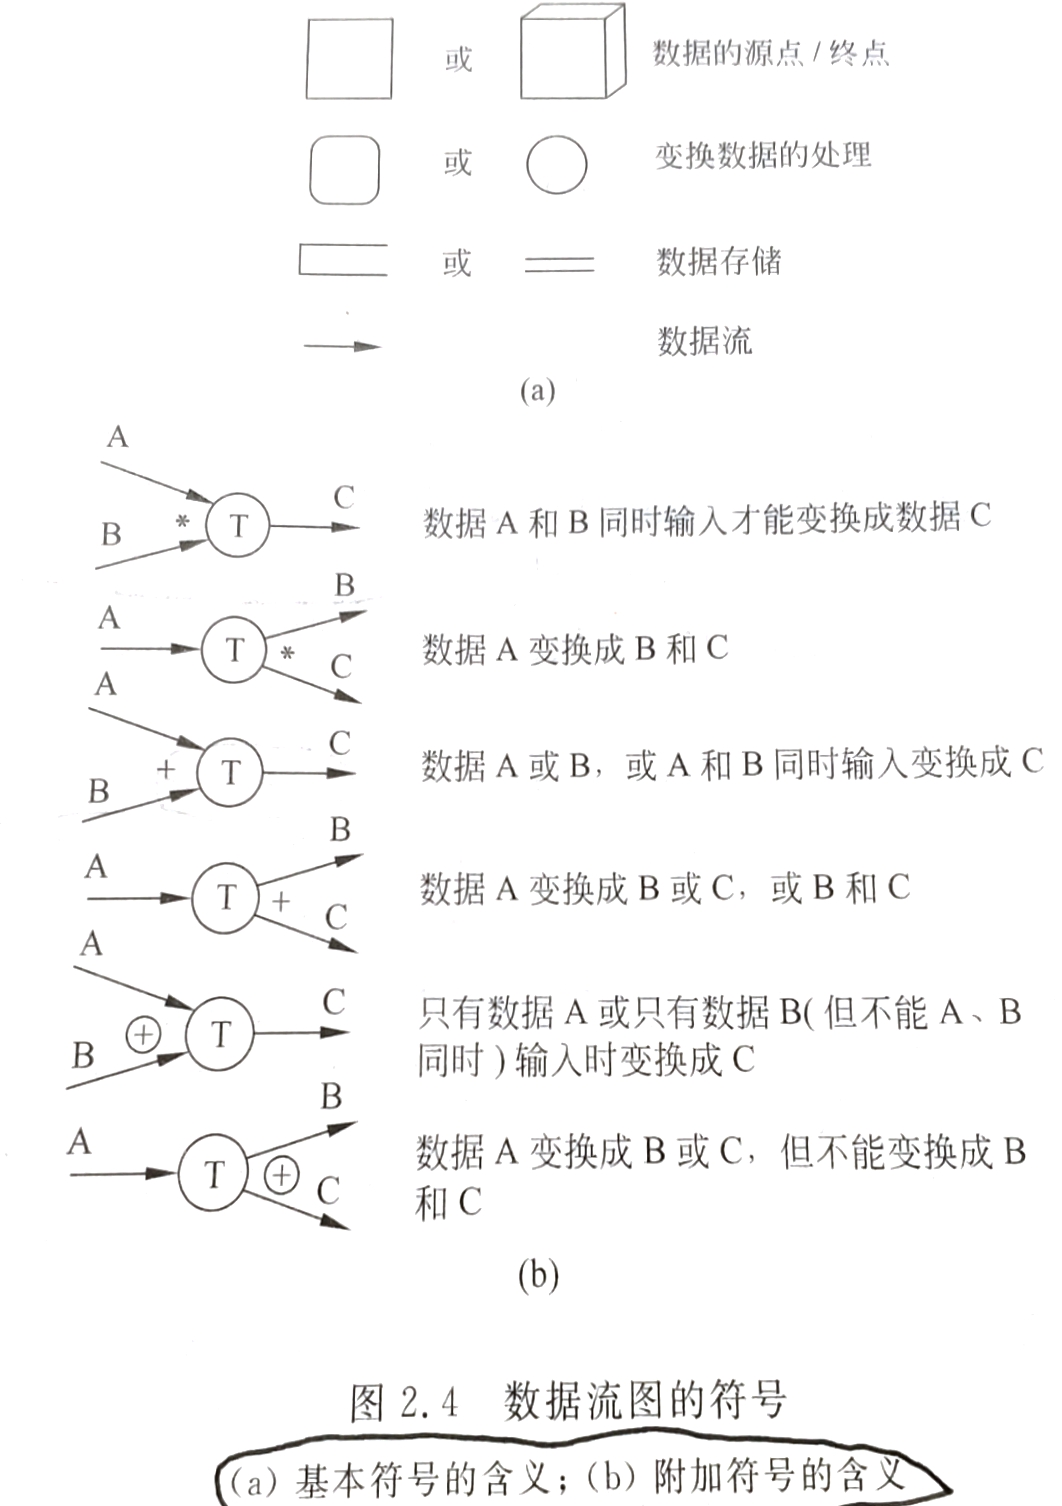 或 数据的源点 / 终点
或 变换数据的处理
或 数据存储
数据流
(a)
A
B * T C 数据 A 和 B 同时输入才能变换成数据 C
A T * B C 数据 A 变换成 B 和 C
A
B + T C 数据 A 或 B，或 A 和 B 同时输入变换成 C
A T + B C 数据 A 变换成 B 或 C，或 B 和 C
A
B + T C 只有数据 A 或只有数据 B( 但不能 A、B
同时 ) 输入时变换成 C
A T + B C 数据 A 变换成 B 或 C，但不能变换成 B
和 C
(b)
图 2.4 数据流图的符号
(a) 基本符号的含义；(b) 附加符号的含义